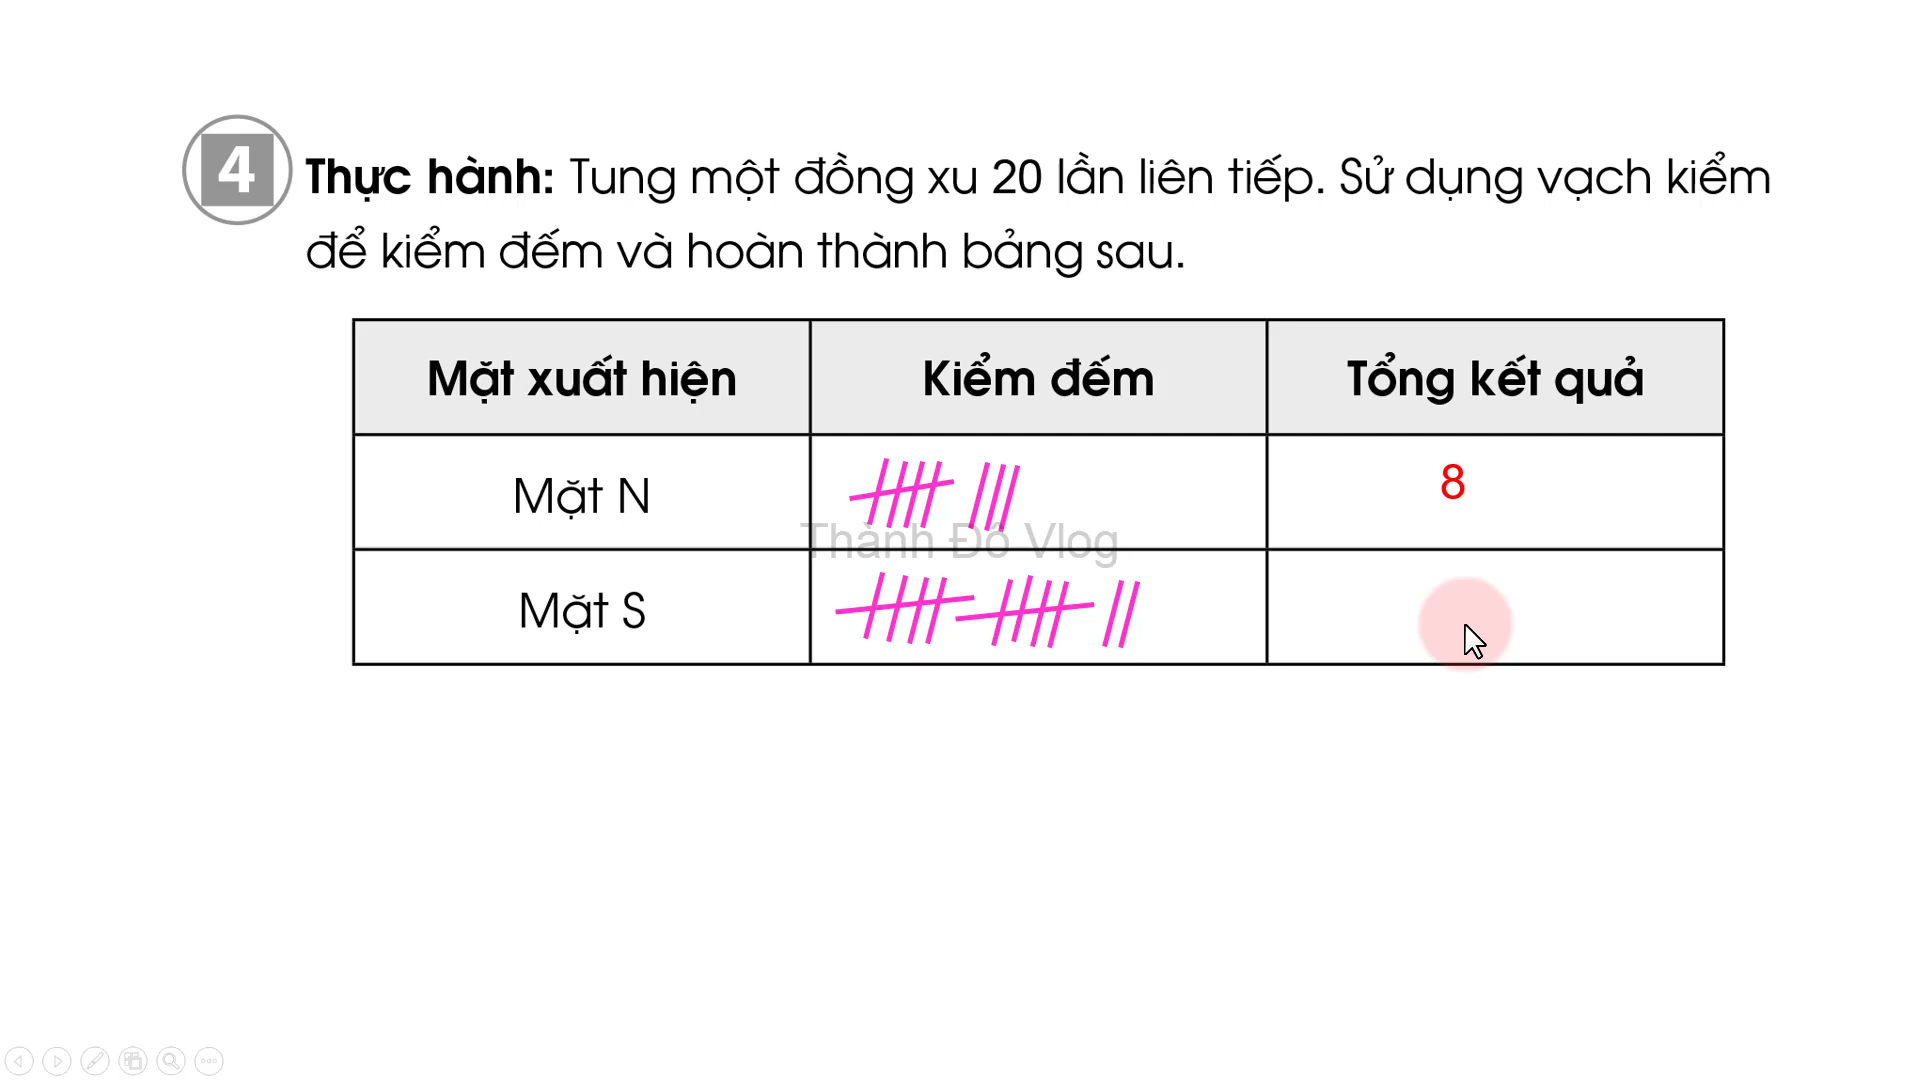 4
Thực hành: Tung một đồng xu 20 lần liên tiếp. Sử dụng vạch kiểm
để kiểm đếm và hoàn thành bảng sau.
Mặt xuất hiện
Kiểm đếm
Tổng kết quả
Mặt N
8
Thành Đô Vlog
Mặt S